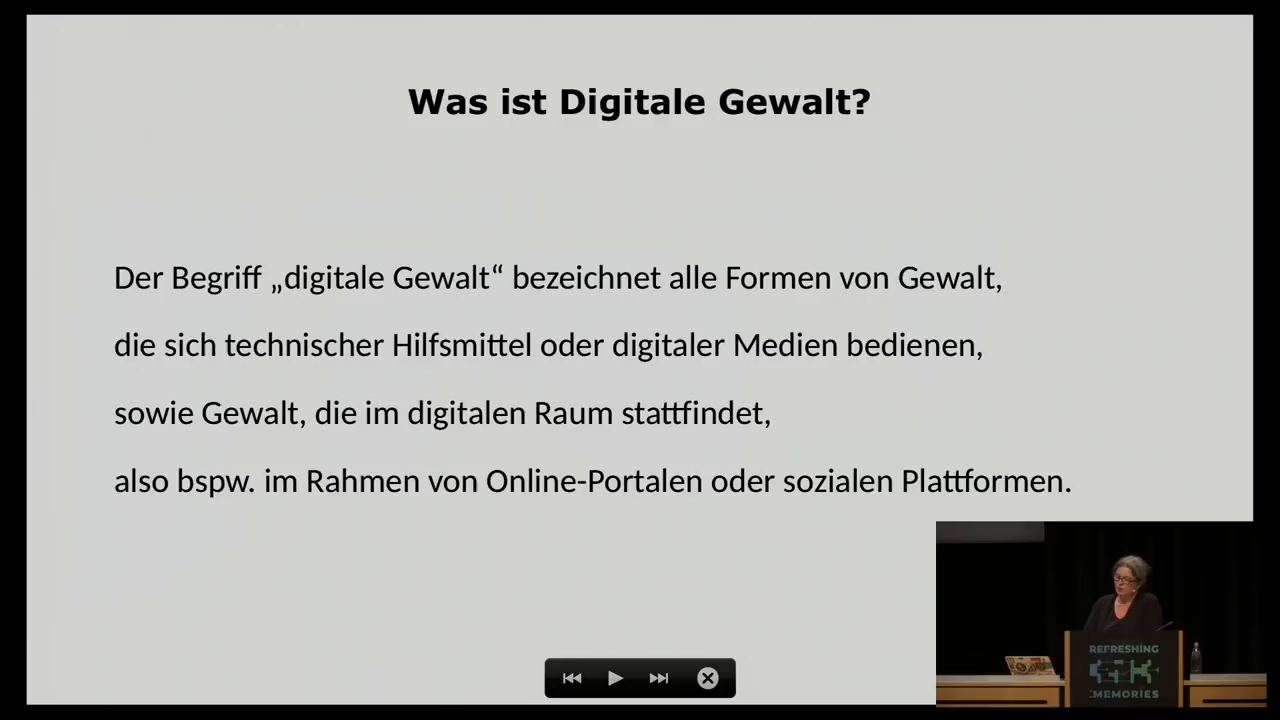 Was ist Digitale Gewalt?
Der Begriff „digitale Gewalt“ bezeichnet alle Formen von Gewalt,
die sich technischer Hilfsmittel oder digitaler Medien bedienen,
sowie Gewalt, die im digitalen Raum stattfindet,
also bspw. im Rahmen von Online-Portalen oder sozialen Plattformen.
REFRESHING
MEMORIES